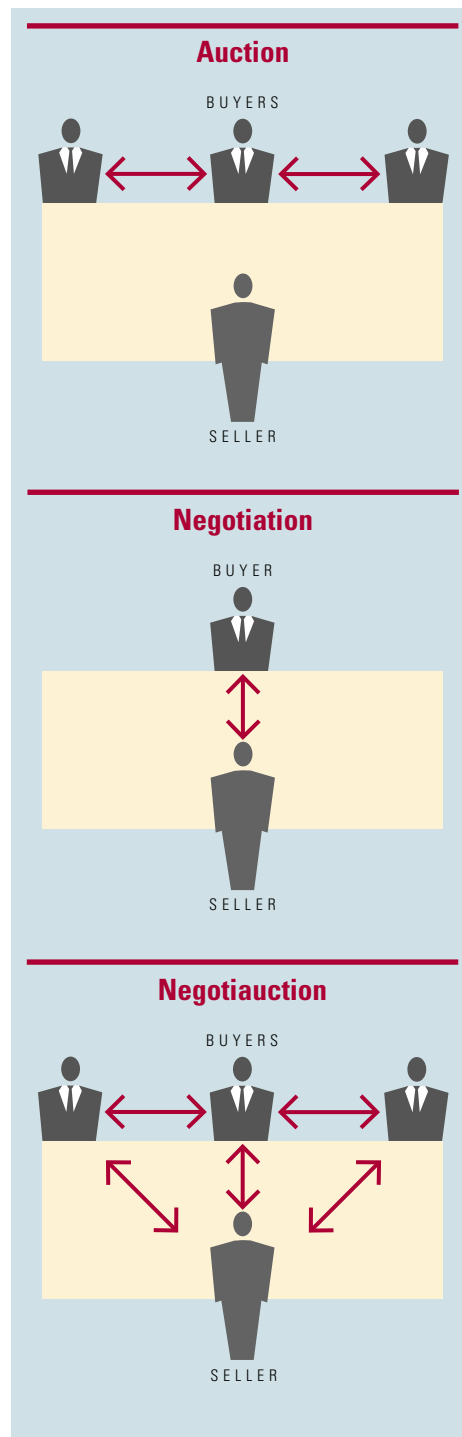 Auction
BUYERS
SELLER
Negotiation
BUYER
SELLER
Negotiauction
BUYERS
SELLER